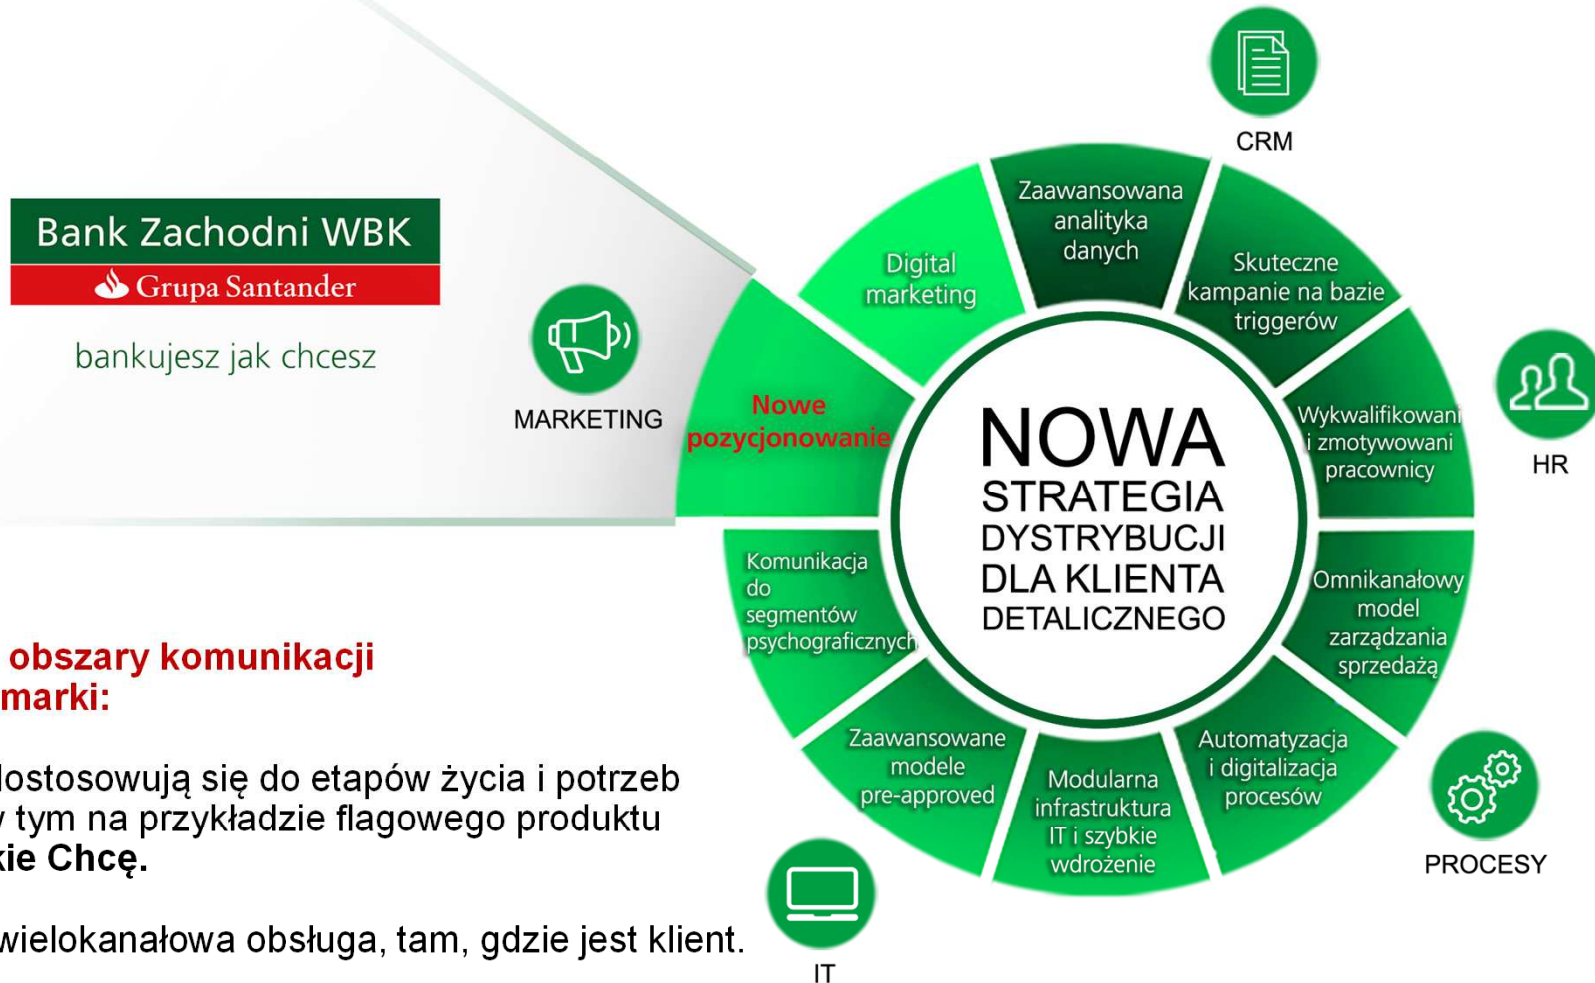 Bank Zachodni WBK
Grupa Santander
bankujesz jak chcesz
MARKETING
Nowe
pozycjonowanie
Digital
marketing
Zaawansowana
analityka
danych
CRM
Skuteczne
kampanie na bazie
triggerów
Wykwalifikowani
i zmotywowani
pracownicy
HR
Omnikanałowy
model
zarządzania
sprzedażą
Automatyzacja
i digitalizacja
procesów
PROCESY
Modularna
infrastruktura
IT i szybkie
wdrożenie
Zaawansowane
modele
pre-approved
IT
Komunikacja
do
segmentów
psychograficznych
NOWA
STRATEGIA
DYSTRYBUCJI
DLA KLIENTA
DETALICZNEGO
obszary komunikacji
marki:
dostosowują się do etapów życia i potrzeb
w tym na przykładzie flagowego produktu
kie Chcę.
wielokanałowa obsługa, tam, gdzie jest klient.